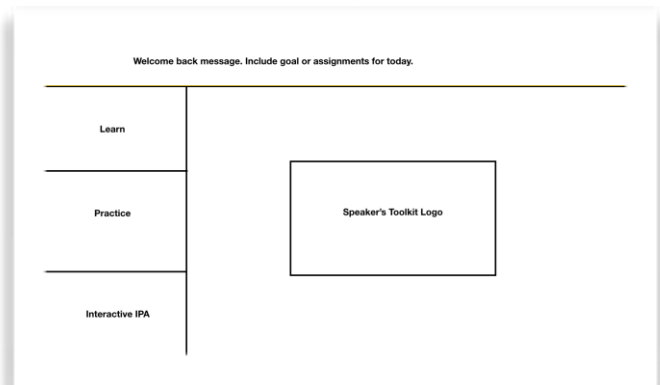 Welcome back message. Include goal or assignments for today.
Learn
Practice
Speaker's Toolkit Logo
Interactive IPA